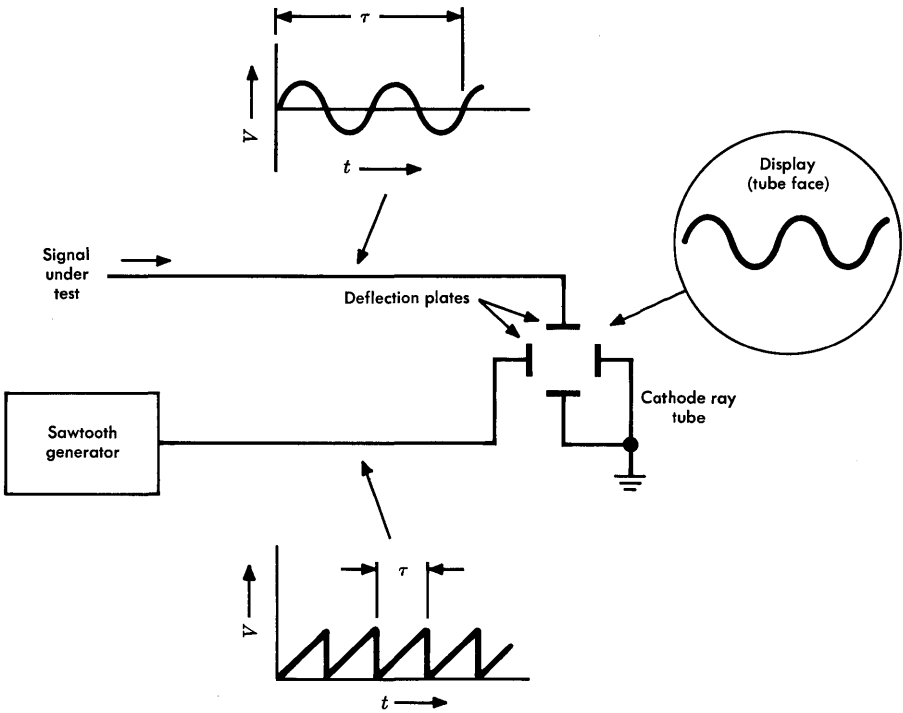 τ
V
t
Display
(tube face)
Signal
under
test
Deflection plates
Cathode ray
tube
Sawtooth
generator
τ
V
t